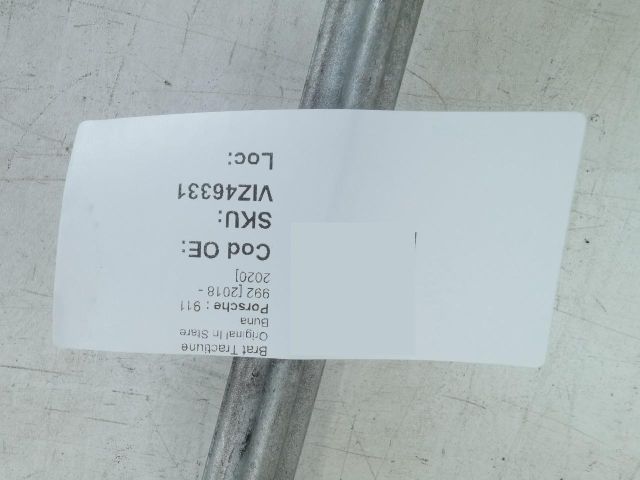 Brat Tractiune
Original In Stare
Buna
Porsche : 911
992 [2018 -
2020]
Cod OE:
SKU:
VIZ46331
Loc: